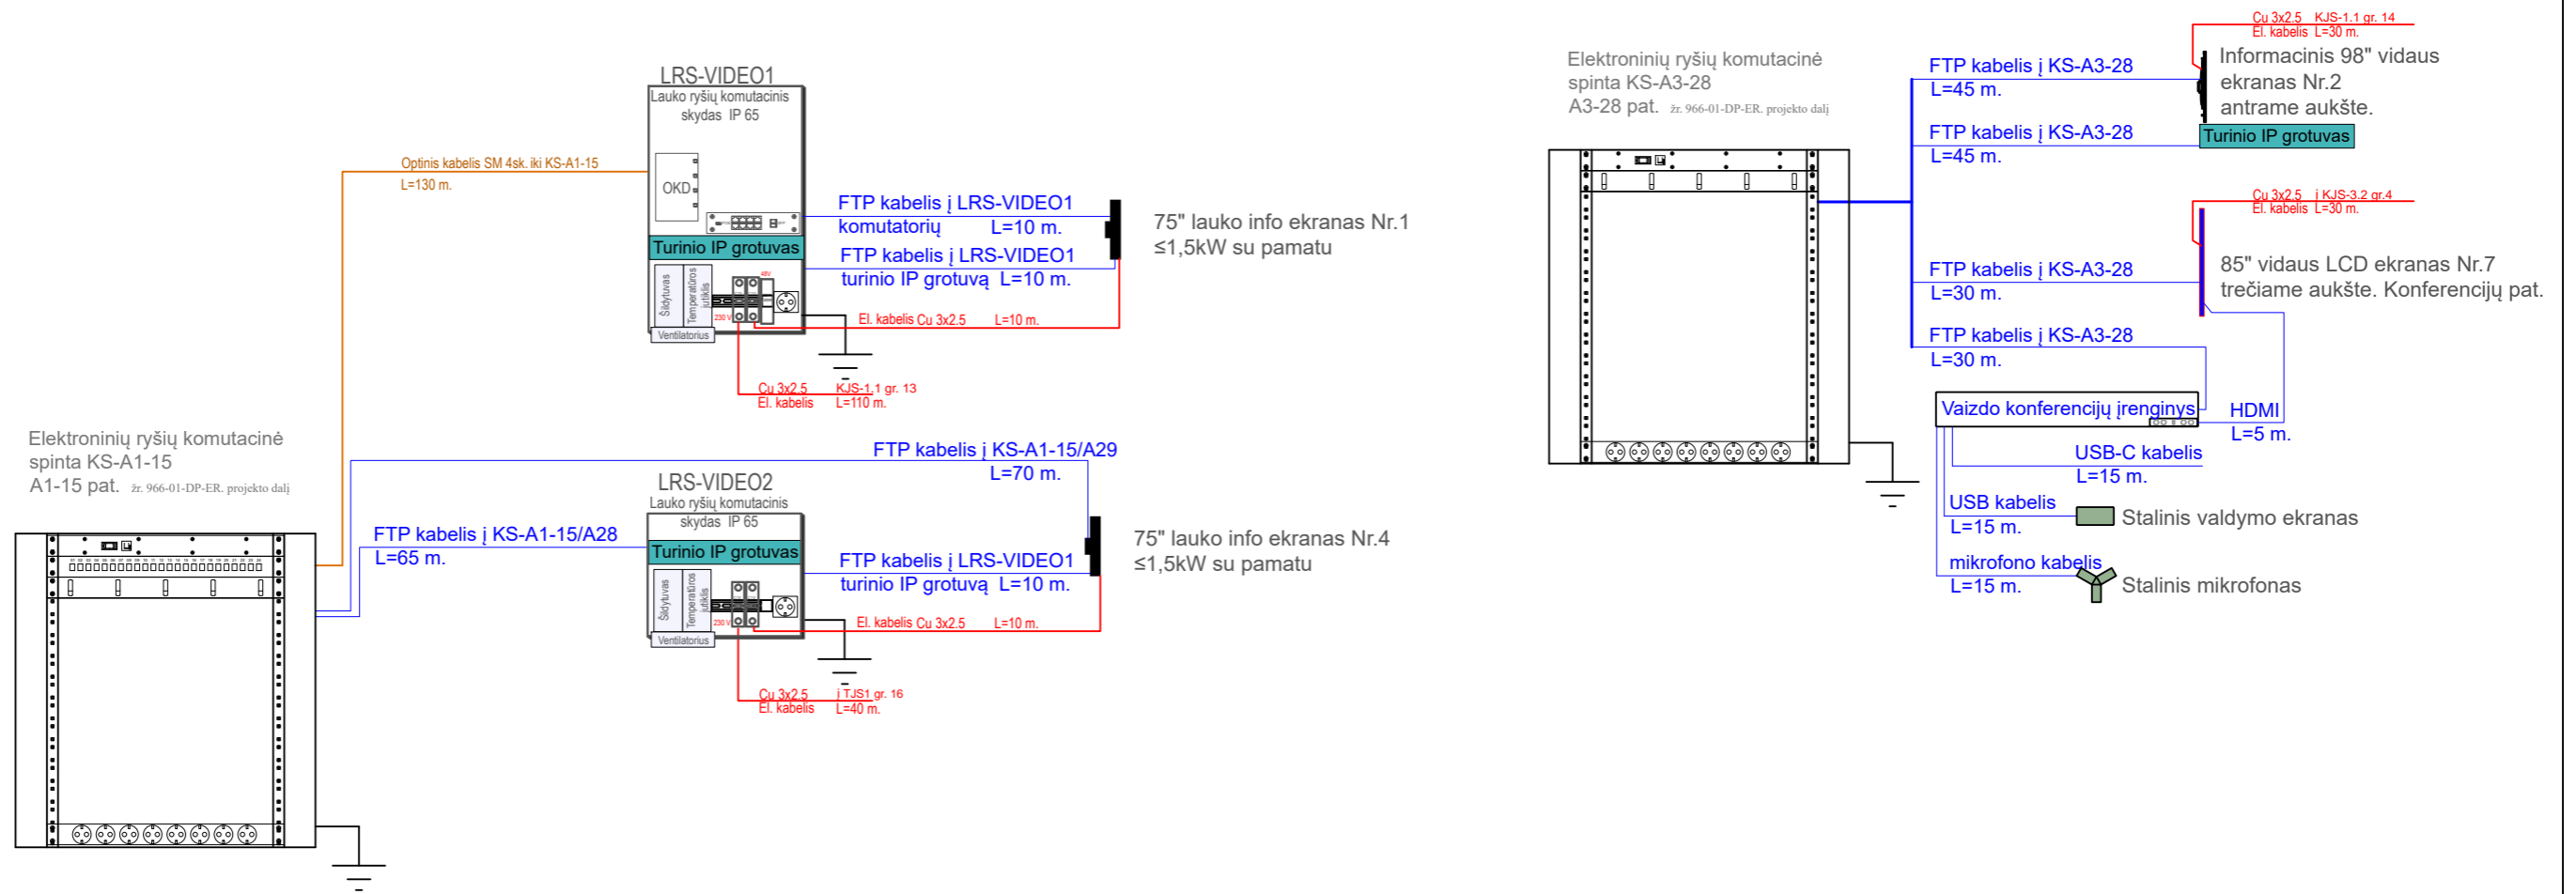 LRS-VIDEO1
Lauko ryšių komutacinis
skydas IP 65
OKD
Turinio IP grotuvas
Šildytuvas
Temperatūros
jutiklis
48V
230 V
Ventilatorius
Optinis kabelis SM 4sk. iki KS-A1-15
L=130 m.
FTP kabelis į LRS-VIDEO1
komutatorių L=10 m.
FTP kabelis į LRS-VIDEO1
turinio IP grotuvą L=10 m.
El. kabelis Cu 3x2.5 L=10 m.
Cu 3x2.5 KJS-1.1 gr. 13
El. kabelis L=110 m.
75" lauko info ekranas Nr.1
≤1,5kW su pamatu
Elektroninių ryšių komutacinė
spinta KS-A1-15
A1-15 pat. žr. 966-01-DP-ER. projekto dalį
FTP kabelis į KS-A1-15/A29
L=70 m.
FTP kabelis į KS-A1-15/A28
L=65 m.
LRS-VIDEO2
Lauko ryšių komutacinis
skydas IP 65
Turinio IP grotuvas
Šildytuvas
Temperatūros
jutiklis
230 V
Ventilatorius
FTP kabelis į LRS-VIDEO1
turinio IP grotuvą L=10 m.
El. kabelis Cu 3x2.5 L=10 m.
Cu 3x2.5 į TJS1 gr. 16
El. kabelis L=40 m.
75" lauko info ekranas Nr.4
≤1,5kW su pamatu
Elektroninių ryšių komutacinė
spinta KS-A3-28
A3-28 pat. žr. 966-01-DP-ER. projekto dalį
Cu 3x2.5 KJS-1.1 gr. 14
El. kabelis L=30 m.
FTP kabelis į KS-A3-28
L=45 m.
Informacinis 98" vidaus
ekranas Nr.2
antrame aukšte.
FTP kabelis į KS-A3-28
L=45 m.
Turinio IP grotuvas
Cu 3x2.5 į KJS-3.2 gr.4
El. kabelis L=30 m.
FTP kabelis į KS-A3-28
L=30 m.
85" vidaus LCD ekranas Nr.7
trečiame aukšte. Konferencijų pat.
FTP kabelis į KS-A3-28
L=30 m.
Vaizdo konferencijų įrenginys
HDMI
L=5 m.
USB-C kabelis
L=15 m.
USB kabelis
L=15 m.
Stalinis valdymo ekranas
mikrofono kabelis
L=15 m.
Stalinis mikrofonas